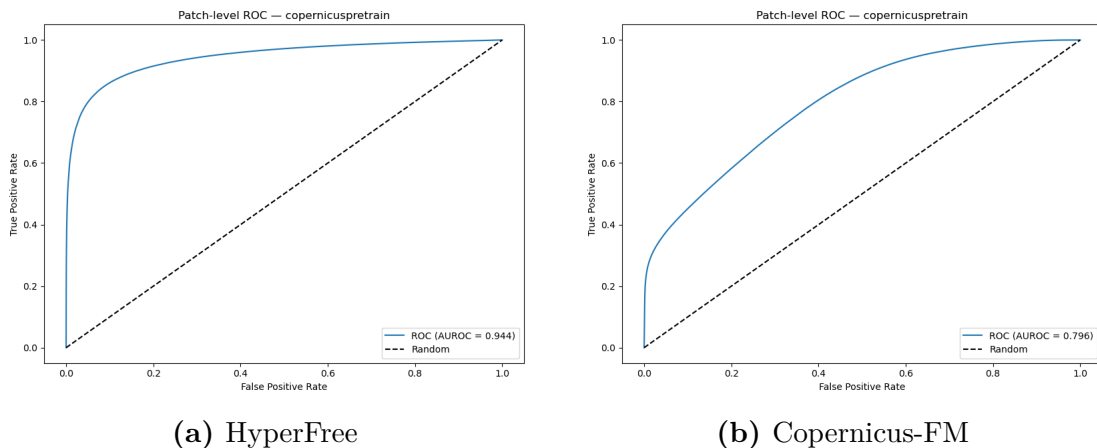 Patch-level ROC — copernicuspretrain
True Positive Rate
1.0
0.8
0.6
0.4
0.2
0.0
0.0 0.2 0.4 0.6 0.8 1.0
False Positive Rate
ROC (AUROC = 0.944)
Random
(a) HyperFree
Patch-level ROC — copernicuspretrain
True Positive Rate
1.0
0.8
0.6
0.4
0.2
0.0
0.0 0.2 0.4 0.6 0.8 1.0
False Positive Rate
ROC (AUROC = 0.796)
Random
(b) Copernicus-FM